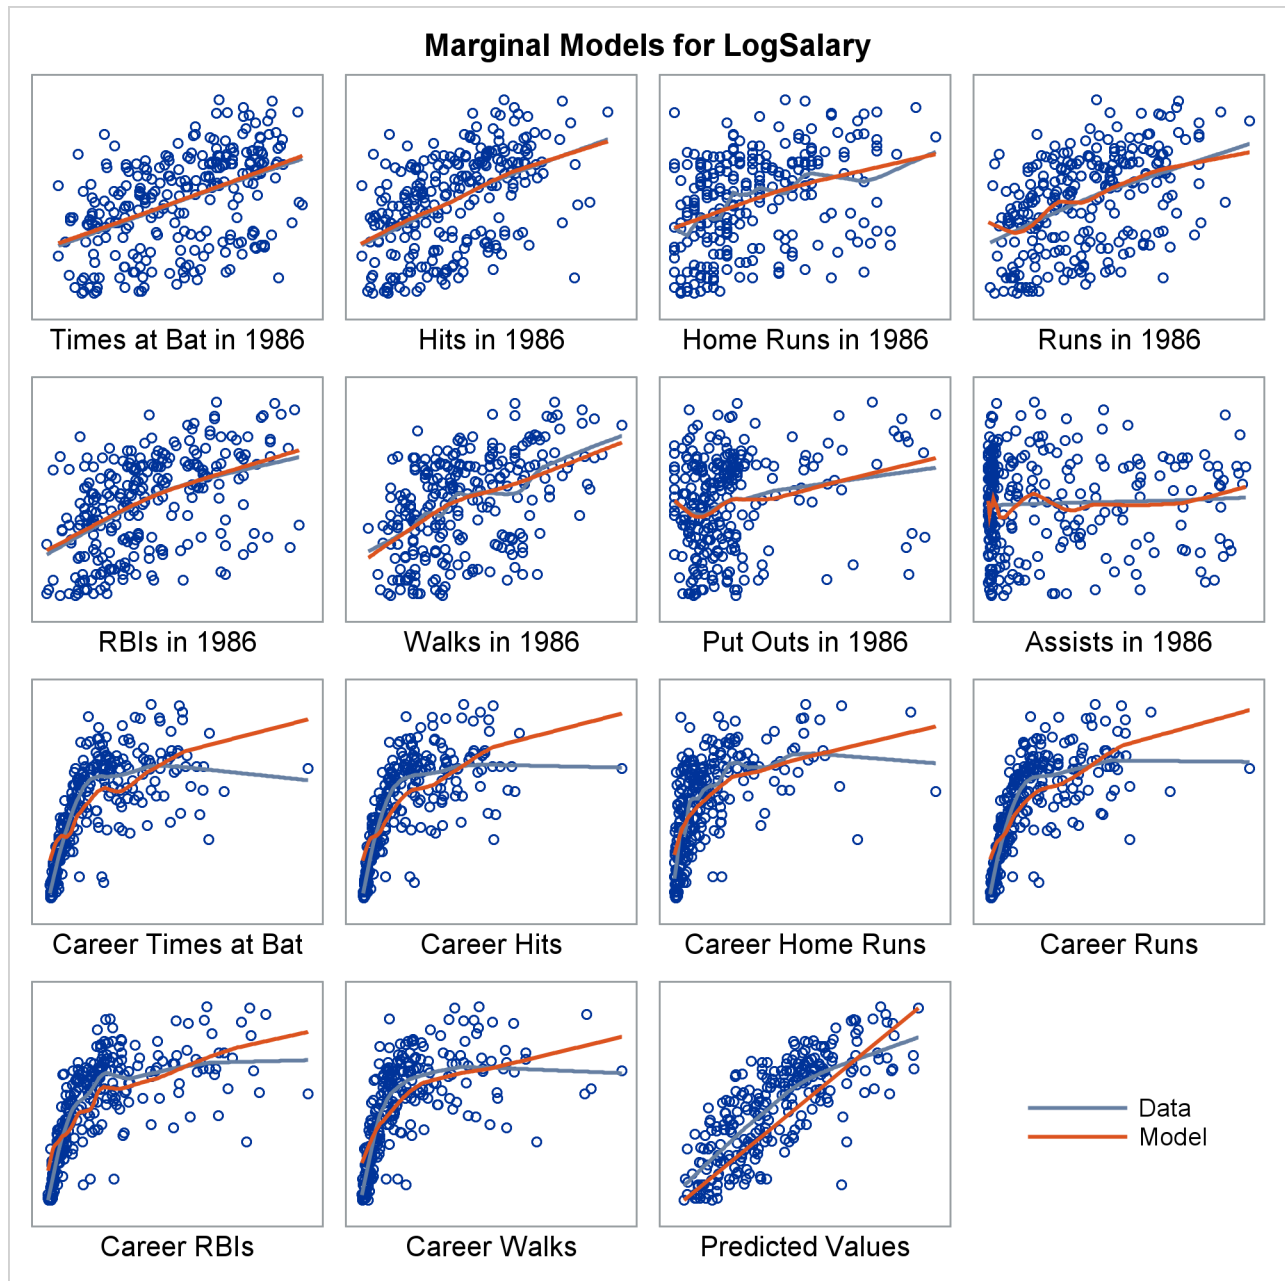 Marginal Models for LogSalary
Times at Bat in 1986
Hits in 1986
Home Runs in 1986
Runs in 1986
RBIs in 1986
Walks in 1986
Put Outs in 1986
Assists in 1986
Career Times at Bat
Career Hits
Career Home Runs
Career Runs
Career RBIs
Career Walks
Predicted Values
Data
Model